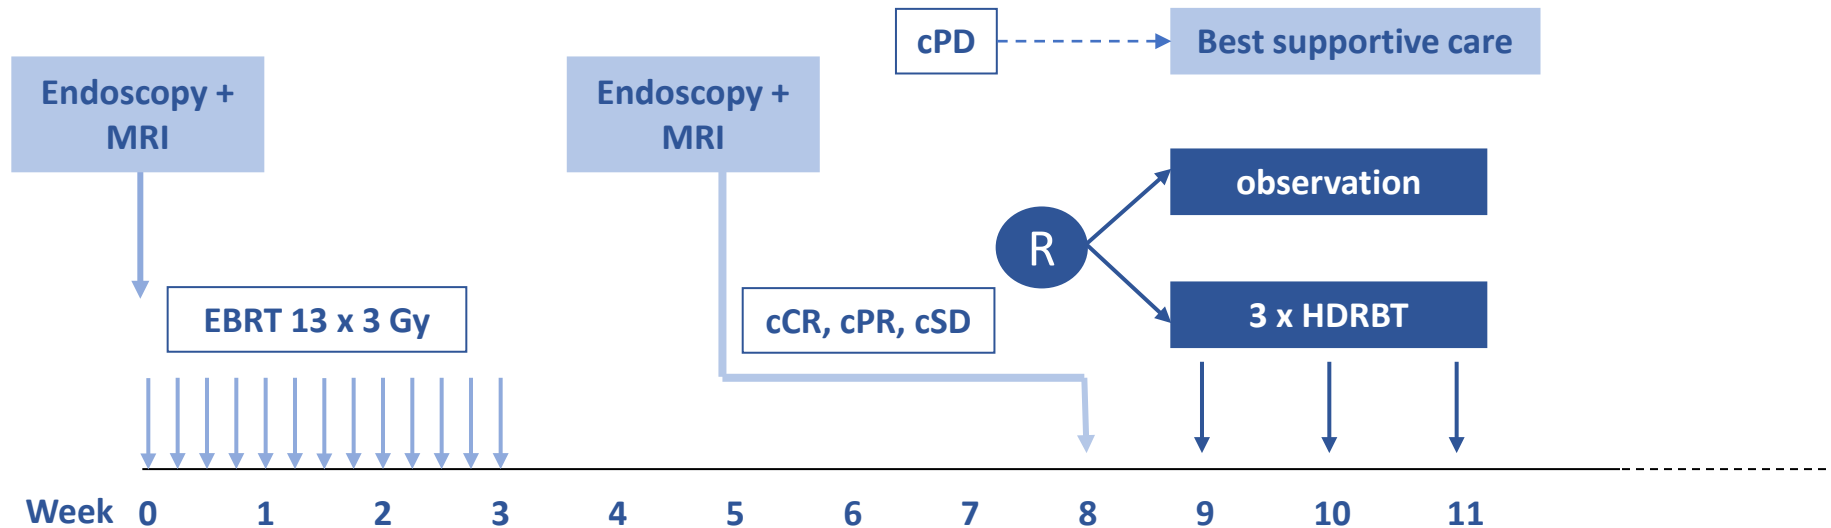 cPD
Best supportive care
Endoscopy +
MRI
Endoscopy +
MRI
observation
R
EBRT 13 x 3 Gy
cCR, cPR, cSD
3 x HDRBT
Week 0 1 2 3 4 5 6 7 8 9 10 11